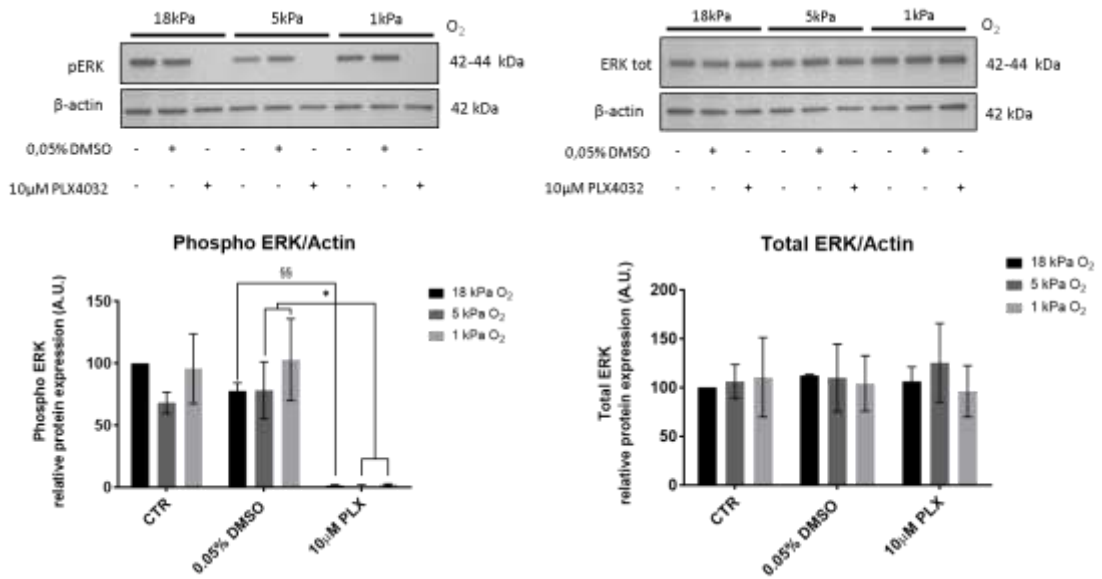 18kPa 5kPa 1kPa O2
pERK 42-44 kDa
β-actin 42 kDa
0,05% DMSO - + - - + - - + -
10µM PLX4032 - - + - - + - - +
18kPa 5kPa 1kPa O2
ERK tot 42-44 kDa
β-actin 42 kDa
0,05% DMSO - + - - + - - + -
10µM PLX4032 - - + - - + - - +
Phospho ERK/Actin
Phospho ERK
relative protein expression (A.U.)
150
100
50
0
§§
*
18 kPa O2
5 kPa O2
1 kPa O2
CTR
0.05% DMSO
10µM PLX
Total ERK/Actin
Total ERK
relative protein expression (A.U.)
200
150
100
50
0
18 kPa O2
5 kPa O2
1 kPa O2
CTR
0.05% DMSO
10µM PLX